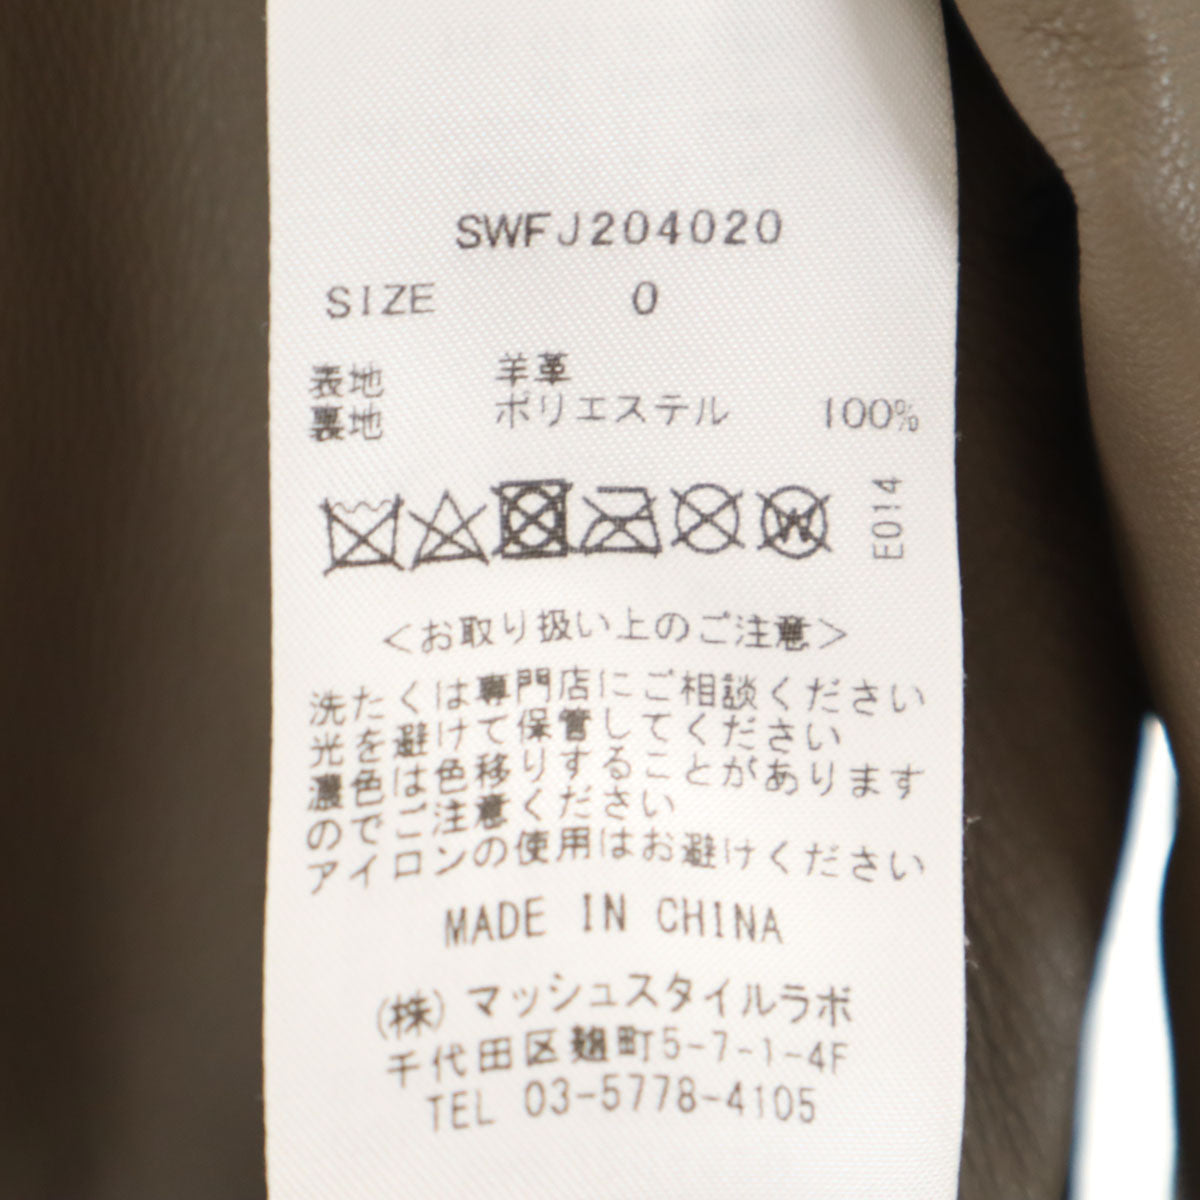 SWFJ204020
SIZE 0
表地 羊革
裏地 ポリエステル 100%
W
E014
<お取り扱い上のご注意>
洗たくは専門店にご相談ください
光を避けて保管してください
濃色は色移りすることがあります
のでご注意ください
アイロンの使用はお避けください
MADE IN CHINA
(株)マッシュスタイルラボ
千代田区麹町5-7-1-4F
TEL 03-5778-4105